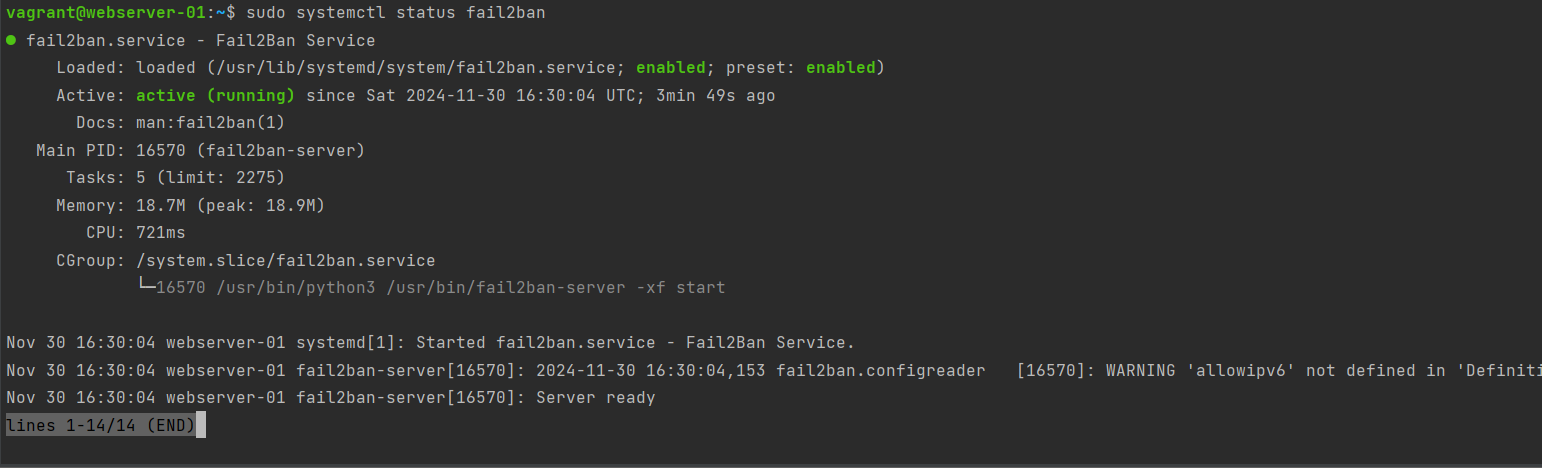 vagrant@webserver-01:~$ sudo systemctl status fail2ban
● fail2ban.service - Fail2Ban Service
     Loaded: loaded (/usr/lib/systemd/system/fail2ban.service; enabled; preset: enabled)
     Active: active (running) since Sat 2024-11-30 16:30:04 UTC; 3min 49s ago
       Docs: man:fail2ban(1)
   Main PID: 16570 (fail2ban-server)
      Tasks: 5 (limit: 2275)
     Memory: 18.7M (peak: 18.9M)
        CPU: 721ms
     CGroup: /system.slice/fail2ban.service
             └─16570 /usr/bin/python3 /usr/bin/fail2ban-server -xf start
Nov 30 16:30:04 webserver-01 systemd[1]: Started fail2ban.service - Fail2Ban Service.
Nov 30 16:30:04 webserver-01 fail2ban-server[16570]: 2024-11-30 16:30:04,153 fail2ban.configreader   [16570]: WARNING 'allowipv6' not defined in 'Definiti
Nov 30 16:30:04 webserver-01 fail2ban-server[16570]: Server ready
lines 1-14/14 (END)